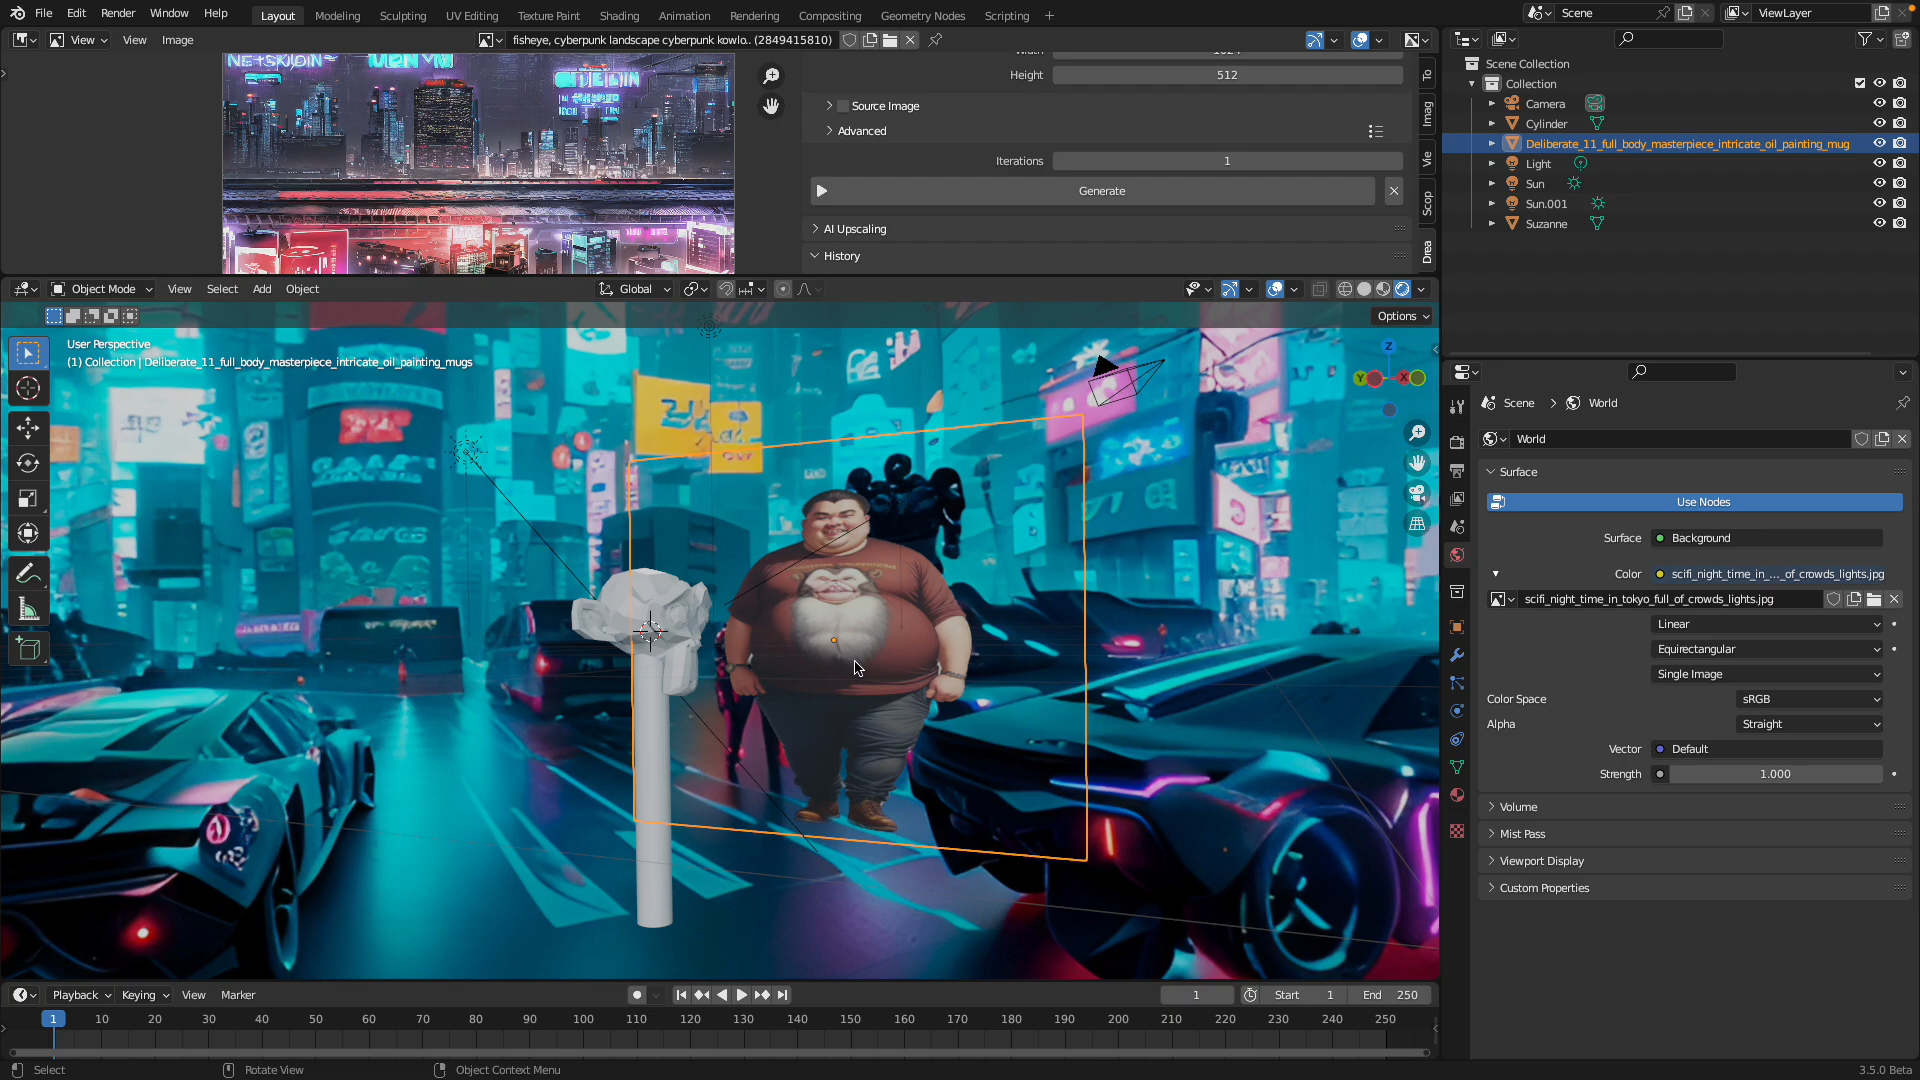 File Edit Render Window Help Layout Modeling Sculpting UV Editing Texture Paint Shading Animation Rendering Compositing Geometry Nodes Scripting + Scene ViewLayer
View View Image fisheye, cyberpunk landscape cyberpunk kowlo.. (2849415810)
Height 512
Source Image
Advanced
Iterations 1
Generate
AI Upscaling
History
To
Imag
Vie
Scop
Drea
Scene Collection
Collection
Camera
Cylinder
Deliberate_11_full_body_masterpiece_intricate_oil_painting_mug
Light
Sun
Sun.001
Suzanne
Object Mode View Select Add Object Global
Options
User Perspective
(1) Collection | Deliberate_11_full_body_masterpiece_intricate_oil_painting_mugs
Z
Y X
Scene > World
World
Surface
Use Nodes
Surface Background
Color scifi_night_time_in_..._of_crowds_lights.jpg
scifi_night_time_in_tokyo_full_of_crowds_lights.jpg
Linear
Equirectangular
Single Image
Color Space sRGB
Alpha Straight
Vector Default
Strength 1.000
Volume
Mist Pass
Viewport Display
Custom Properties
Playback Keying View Marker 1 Start 1 End 250
1 10 20 30 40 50 60 70 80 90 100 110 120 130 140 150 160 170 180 190 200 210 220 230 240 250
Select Rotate View Object Context Menu 3.5.0 Beta